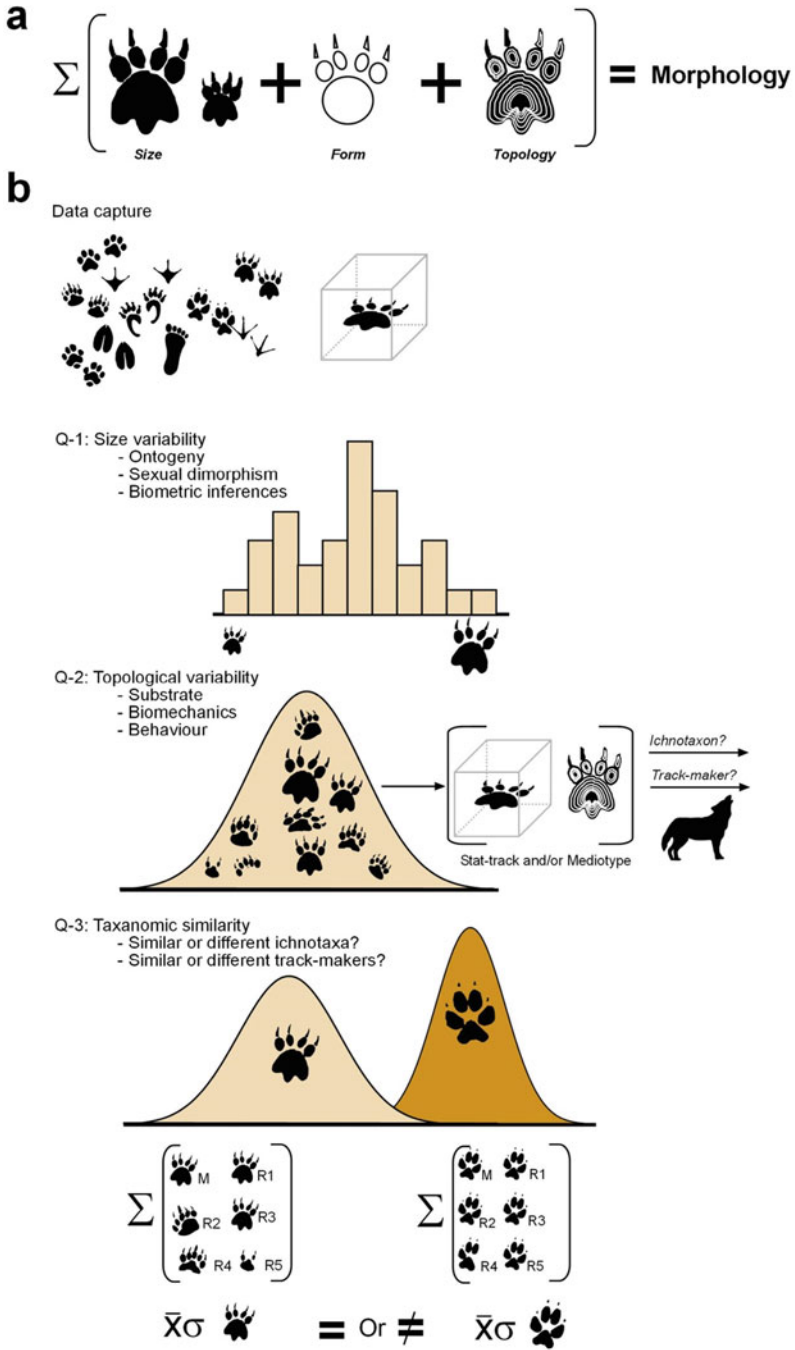 a
Σ + + = Morphology
Size Form Topology
b
Data capture
Q-1: Size variability
- Ontogeny
- Sexual dimorphism
- Biometric inferences
Q-2: Topological variability
- Substrate
- Biomechanics
- Behaviour
Ichnotaxon?
Track-maker?
Stat-track and/or Mediotype
Q-3: Taxanomic similarity
- Similar or different ichnotaxa?
- Similar or different track-makers?
Σ M R1 R2 R3 R4 R5
Σ M R1 R2 R3 R4 R5
x̄σ = Or ≠ x̄σ